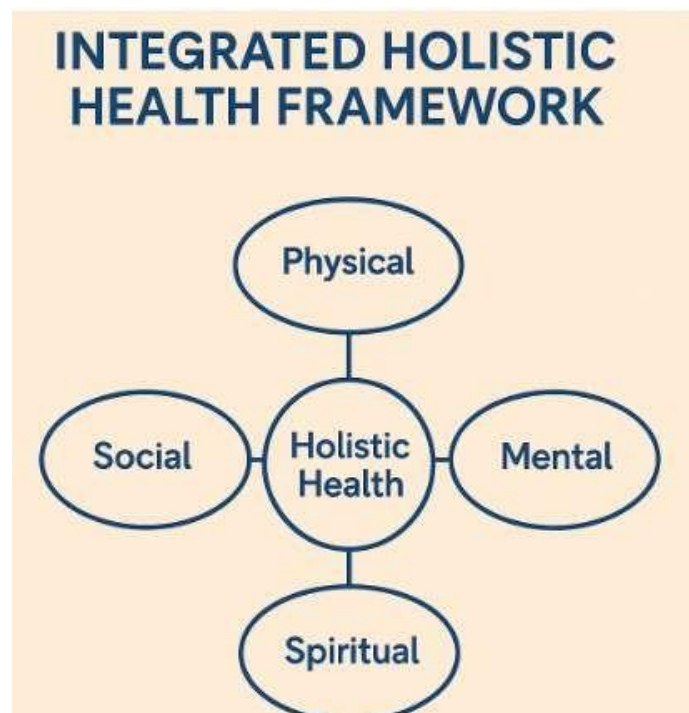 INTEGRATED HOLISTIC
HEALTH FRAMEWORK
Physical
Social
Holistic
Health
Mental
Spiritual